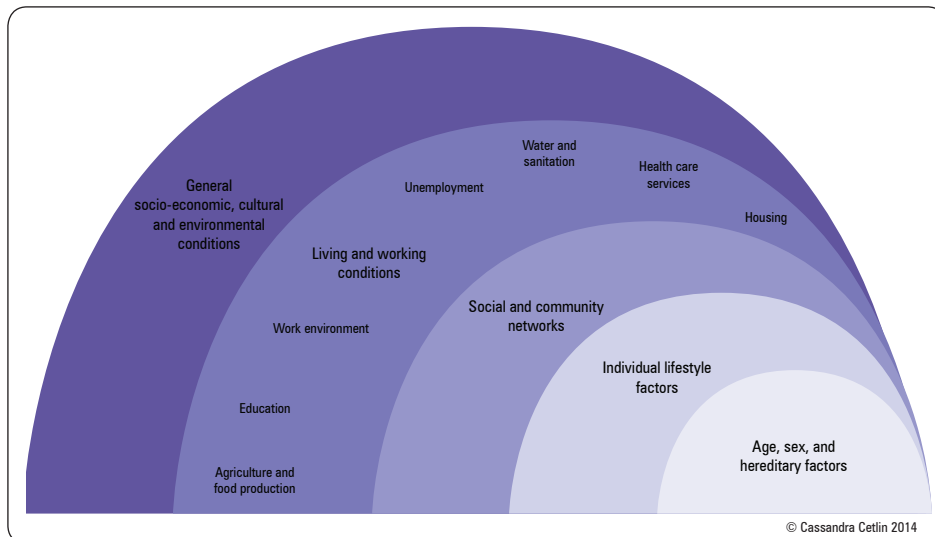 General
socio-economic, cultural
and environmental
conditions
Living and working
conditions
Agriculture and
food production
Education
Work environment
Unemployment
Water and
sanitation
Health care
services
Housing
Social and community
networks
Individual lifestyle
factors
Age, sex, and
hereditary factors
© Cassandra Cetlin 2014